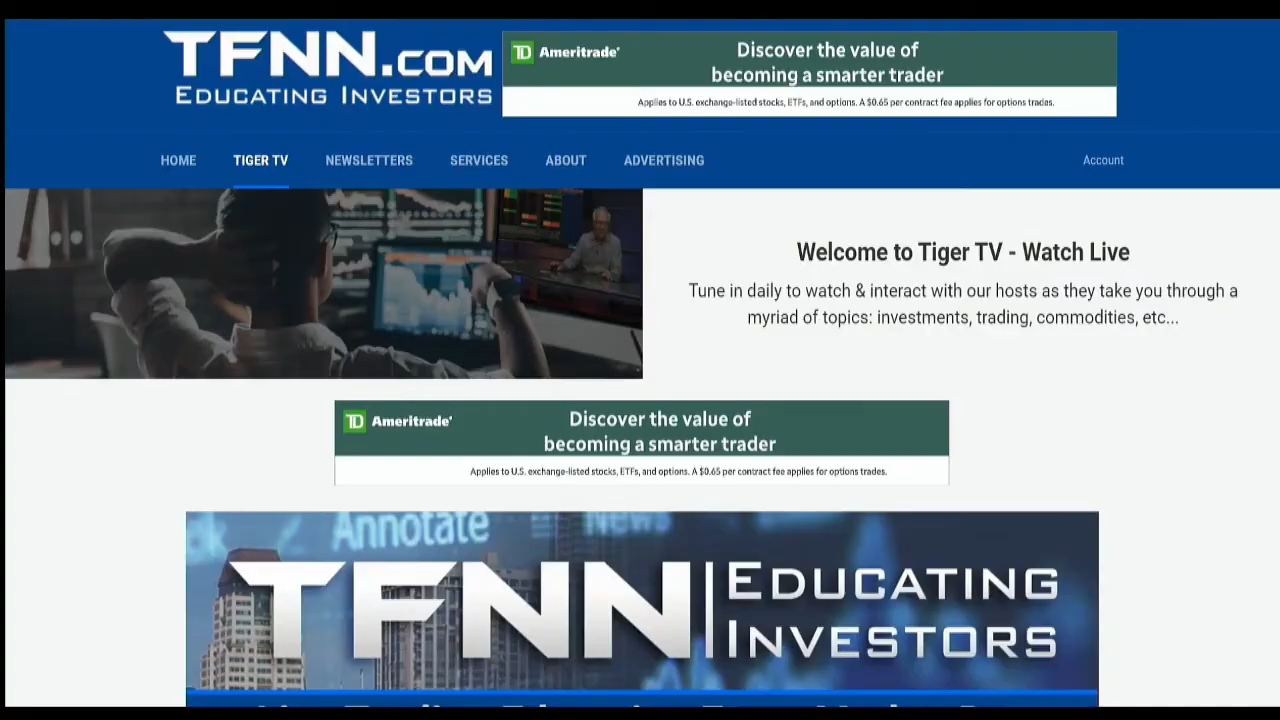 TFNN.COM
EDUCATING INVESTORS
TD Ameritrade
Discover the value of
becoming a smarter trader
Applies to U.S. exchange-listed stocks, ETFs, and options. A $0.65 per contract fee applies for options trades.
HOME TIGER TV NEWSLETTERS SERVICES ABOUT ADVERTISING Account
Welcome to Tiger TV - Watch Live
Tune in daily to watch & interact with our hosts as they take you through a
myriad of topics: investments, trading, commodities, etc...
TD Ameritrade
Discover the value of
becoming a smarter trader
Applies to U.S. exchange-listed stocks, ETFs, and options. A $0.65 per contract fee applies for options trades.
Annotate News
TFNN
EDUCATING
INVESTORS